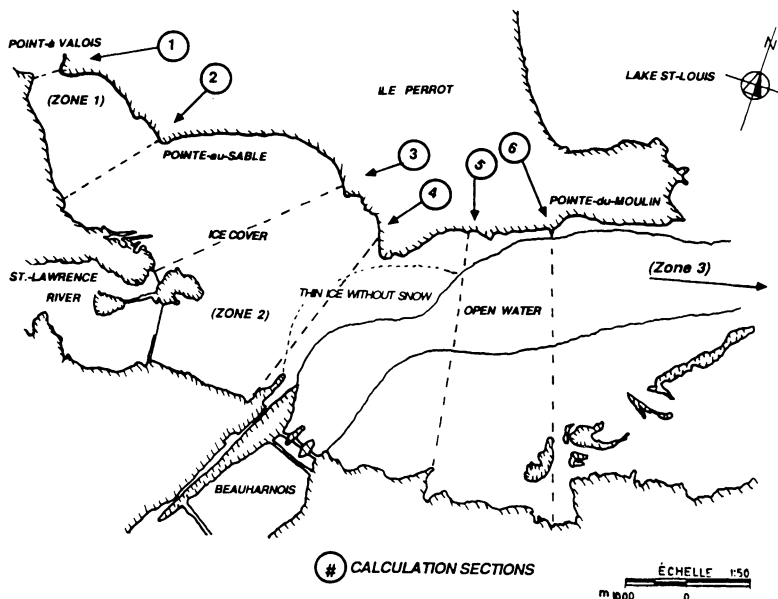 POINT-à VALOIS
1
N
2
ILE PERROT
LAKE ST-LOUIS
(ZONE 1)
3
5
6
POINTE-au-SABLE
4
POINTE-du-MOULIN
ICE COVER
ST.-LAWRENCE
RIVER
(Zone 3)
THIN ICE WITHOUT SNOW
(ZONE 2)
OPEN WATER
BEAUHARNOIS
# CALCULATION SECTIONS
ÉCHELLE 1:50
m 1000 0